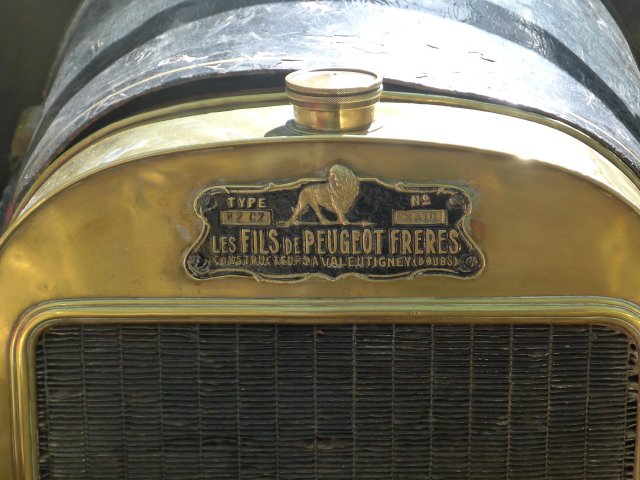 TYPE Nº
LES FILS DE PEUGEOT FRERES
CONSTRUCTEURS A VALENTIGNEY (DOUBS)